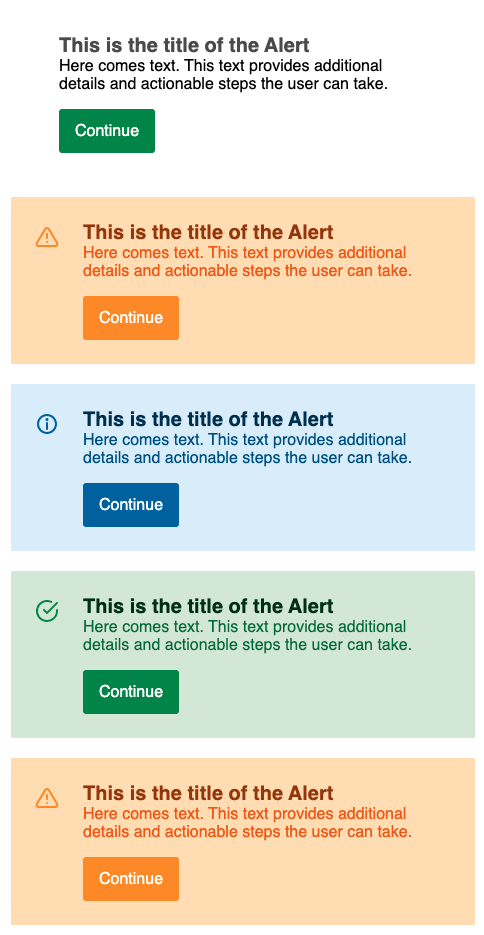 This is the title of the Alert
Here comes text. This text provides additional
details and actionable steps the user can take.
Continue
This is the title of the Alert
Here comes text. This text provides additional
details and actionable steps the user can take.
Continue
This is the title of the Alert
Here comes text. This text provides additional
details and actionable steps the user can take.
Continue
This is the title of the Alert
Here comes text. This text provides additional
details and actionable steps the user can take.
Continue
This is the title of the Alert
Here comes text. This text provides additional
details and actionable steps the user can take.
Continue